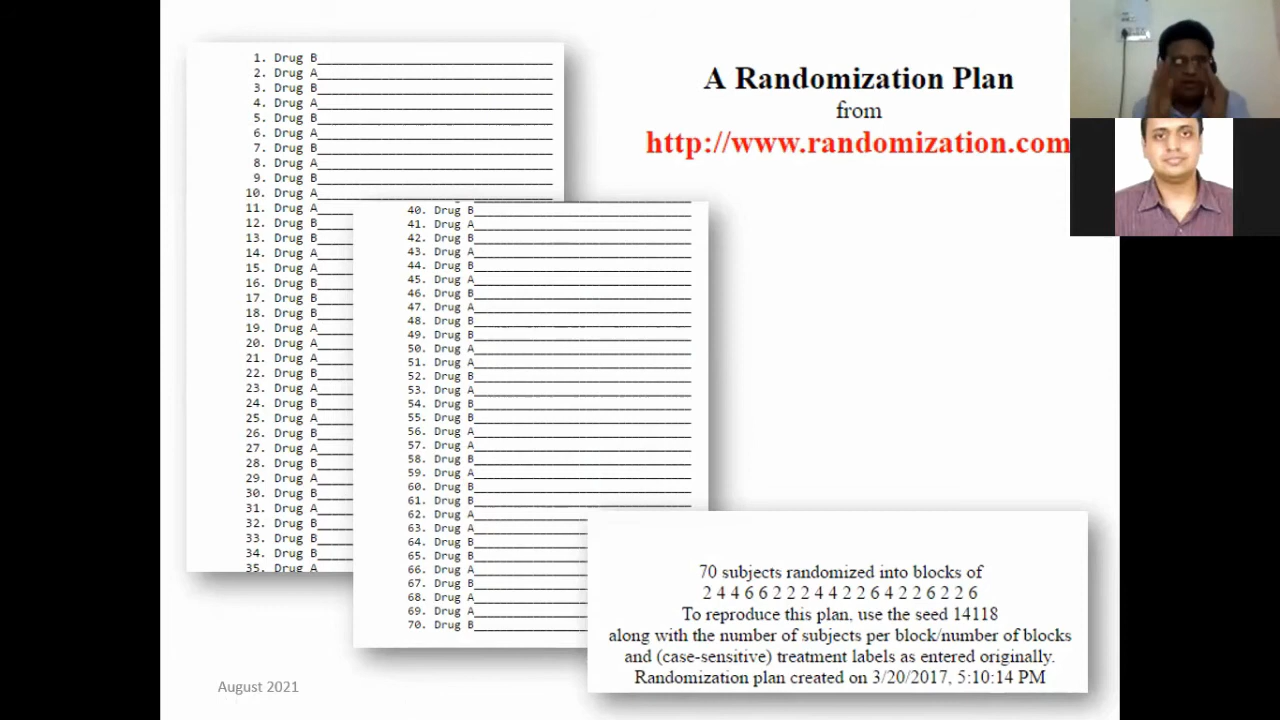 1. Drug B
2. Drug A
3. Drug B
4. Drug A
5. Drug B
6. Drug A
7. Drug B
8. Drug A
9. Drug B
10. Drug A
11. Drug A
12. Drug B
13. Drug B
14. Drug A
15. Drug A
16. Drug B
17. Drug B
18. Drug B
19. Drug A
20. Drug A
21. Drug A
22. Drug B
23. Drug A
24. Drug B
25. Drug A
26. Drug B
27. Drug A
28. Drug B
29. Drug A
30. Drug B
31. Drug A
32. Drug B
33. Drug B
34. Drug B
35. Drug A
40. Drug B
41. Drug A
42. Drug B
43. Drug A
44. Drug B
45. Drug A
46. Drug B
47. Drug A
48. Drug B
49. Drug B
50. Drug A
51. Drug A
52. Drug B
53. Drug A
54. Drug B
55. Drug B
56. Drug A
57. Drug A
58. Drug B
59. Drug A
60. Drug B
61. Drug B
62. Drug A
63. Drug A
64. Drug B
65. Drug B
66. Drug A
67. Drug B
68. Drug A
69. Drug A
70. Drug B
A Randomization Plan
from
http://www.randomization.com
70 subjects randomized into blocks of
2 4 4 6 6 2 2 2 4 4 2 2 6 4 2 2 6 2 2 6
To reproduce this plan, use the seed 14118
along with the number of subjects per block/number of blocks
and (case-sensitive) treatment labels as entered originally.
Randomization plan created on 3/20/2017, 5:10:14 PM
August 2021